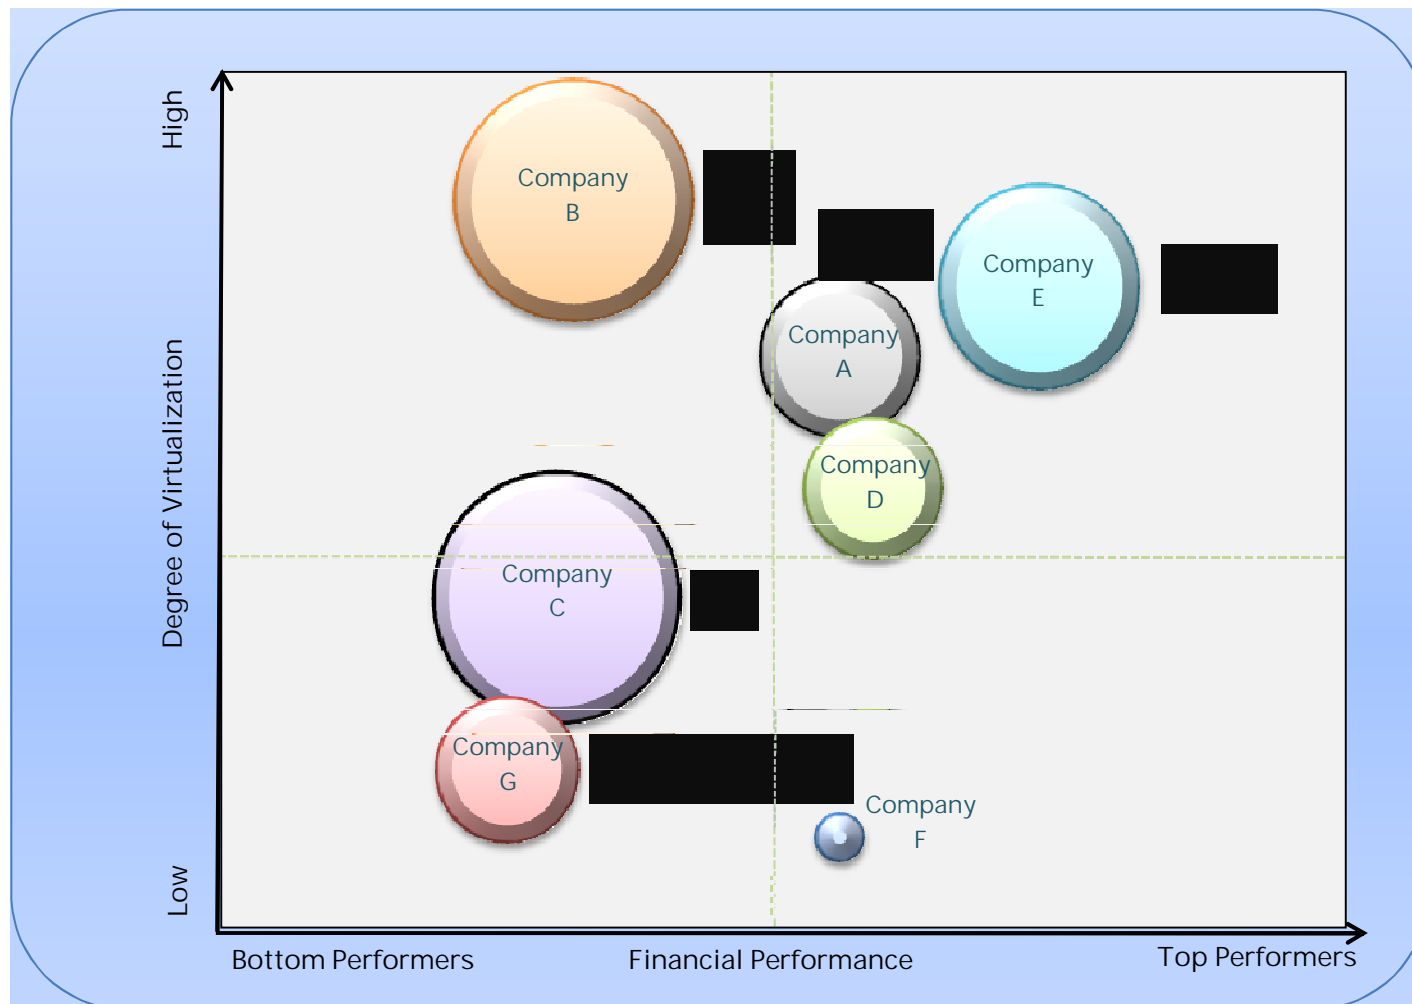 High
Company
B
Company
E
Company
A
Degree of Virtualization
Company
D
Company
C
Company
G
Company
F
Low
Bottom Performers
Financial Performance
Top Performers